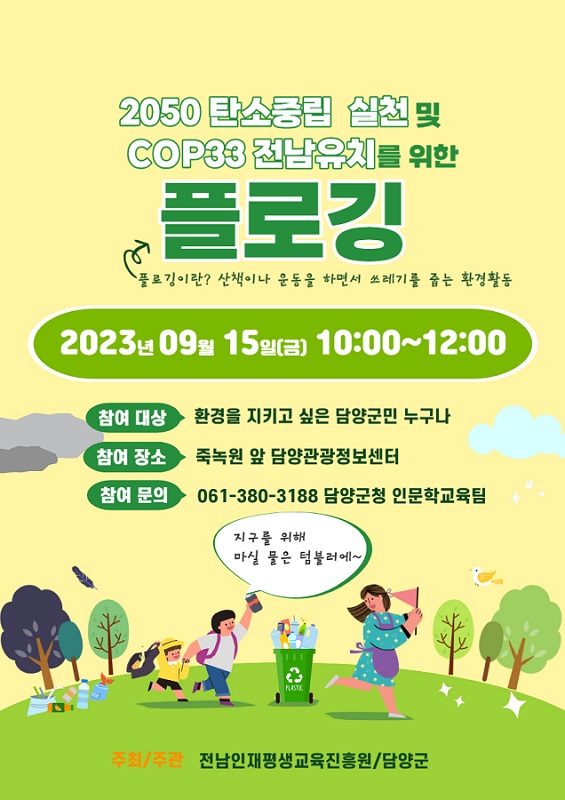 2050 탄소중립 실천 및
COP33 전남유치를 위한
플로깅
플로깅이란? 산책이나 운동을 하면서 쓰레기를 줍는 환경활동
2023년 09월 15일(금) 10:00~12:00
참여 대상 환경을 지키고 싶은 담양군민 누구나
참여 장소 죽녹원 앞 담양관광정보센터
참여 문의 061-380-3188 담양군청 인문학교육팀
지구를 위해
마실 물은 텀블러에~
PLASTIC
주최/주관 전남인재평생교육진흥원/담양군